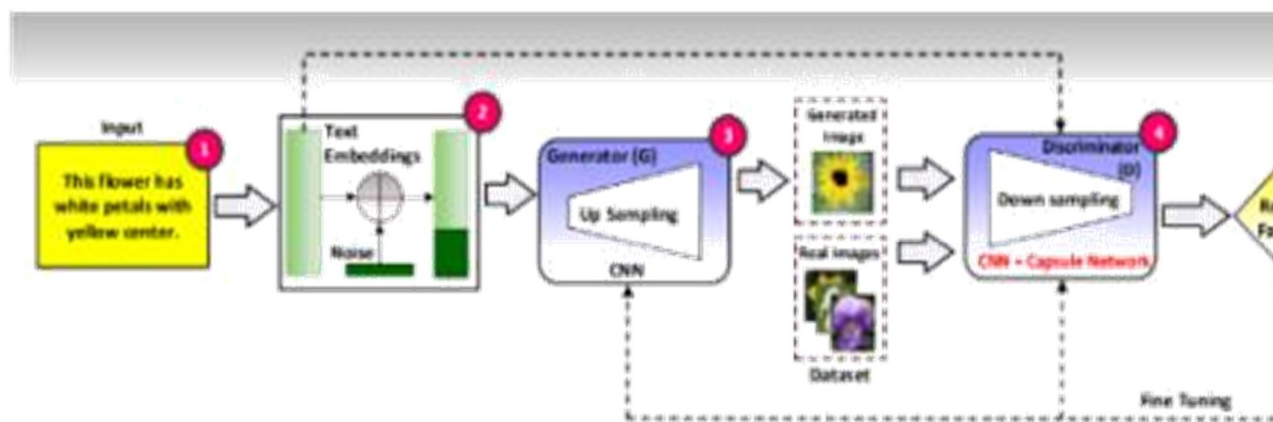 Input
1
This flower has
white petals with
yellow center.
2
Text
Embeddings
Noise
3
Generator (G)
Up Sampling
CNN
Generated
Image
Real images
Dataset
4
Discriminator
(D)
Down sampling
CNN + Capsule Network
Fine Tuning